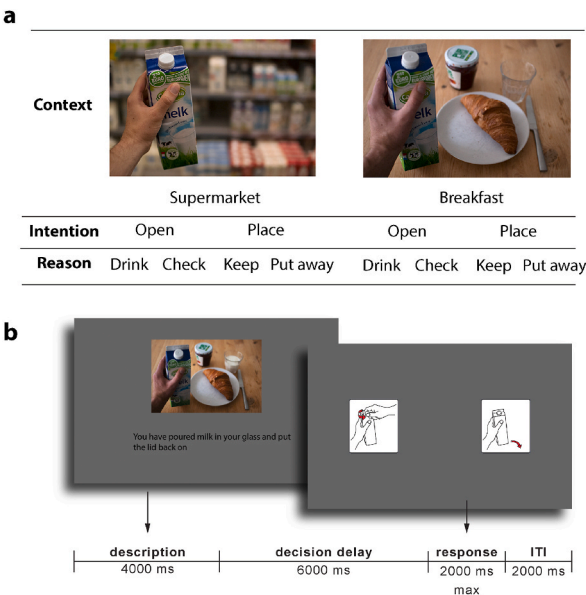 a
Context
melk
Supermarket Breakfast
Intention Open Place Open Place
Reason Drink Check Keep Put away Drink Check Keep Put away
b
You have poured milk in your glass and put
the lid back on
description decision delay response ITI
4000 ms 6000 ms 2000 ms 2000 ms
max